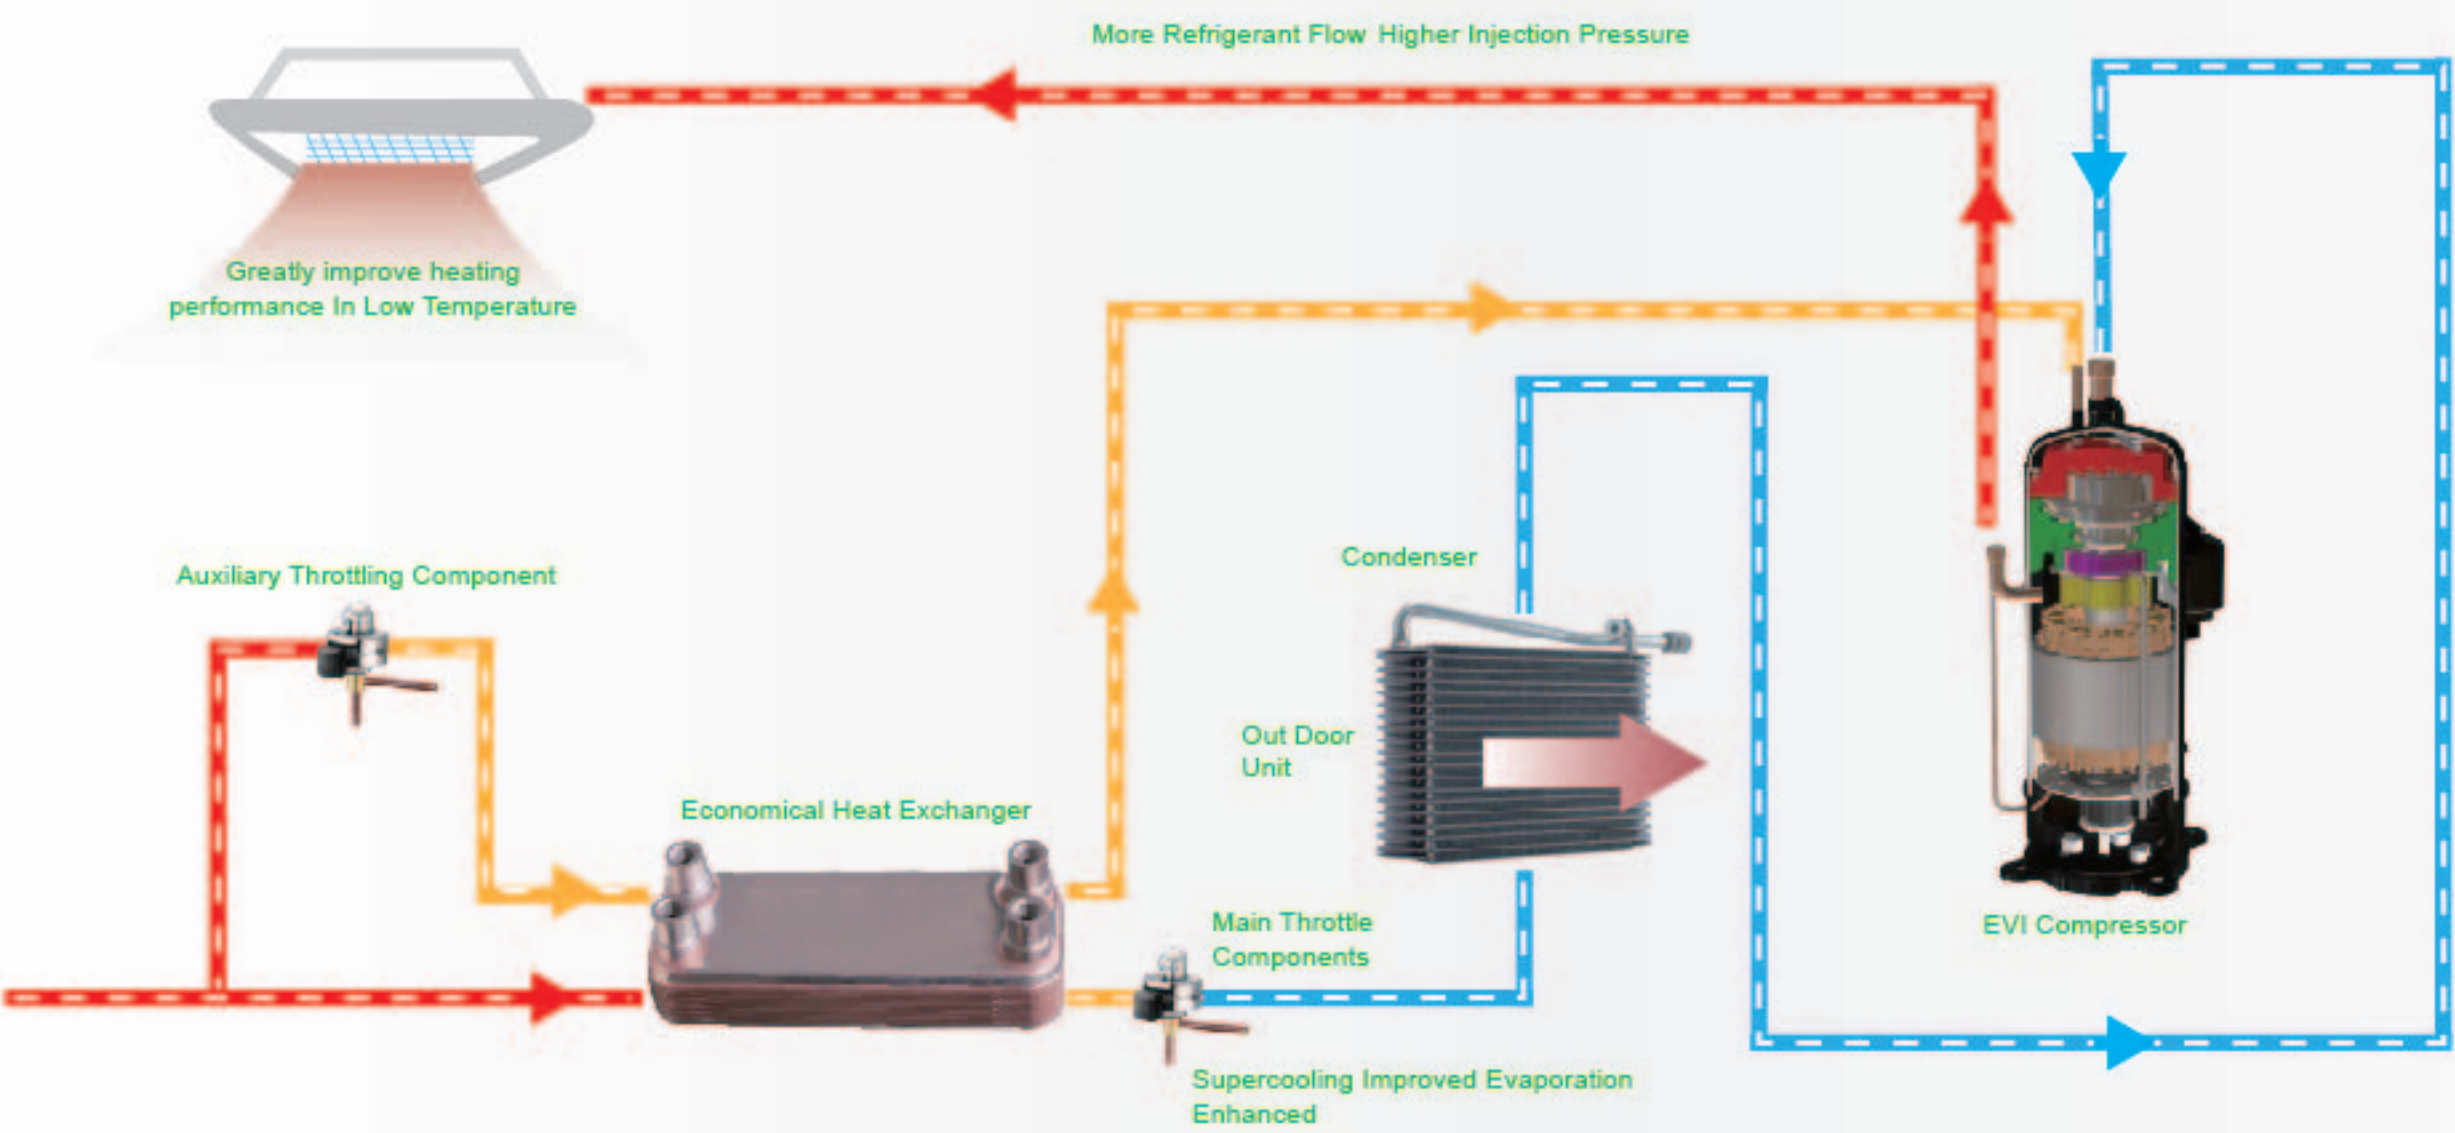 More Refrigerant Flow Higher Injection Pressure
Greatly improve heating
performance In Low Temperature
Auxiliary Throttling Component
Condenser
Out Door
Unit
Economical Heat Exchanger
Main Throttle
Components
EVI Compressor
Supercooling Improved Evaporation
Enhanced